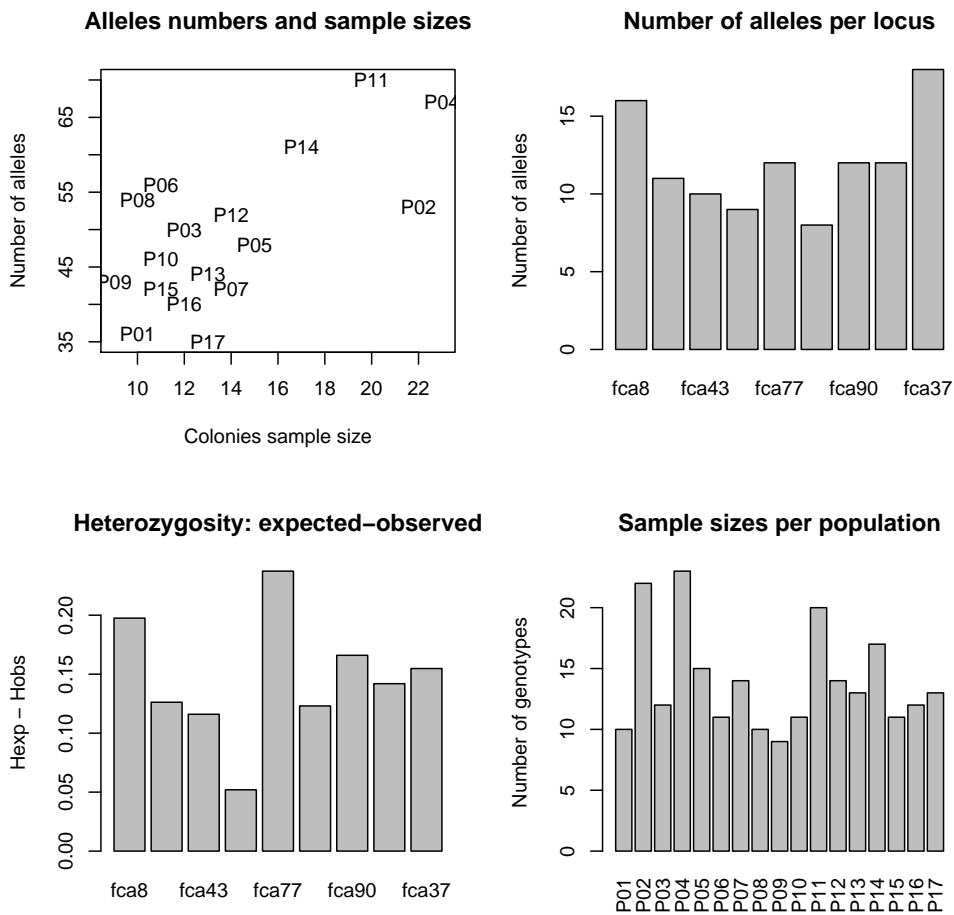 Alleles numbers and sample sizes
Number of alleles
35 45 55 65
P11
P04
P14
P06
P08
P02
P12
P03
P05
P10
P13
P09
P15
P07
P16
P01
P17
10 12 14 16 18 20 22
Colonies sample size
Number of alleles per locus
Number of alleles
0 5 10 15
fca8 fca43 fca77 fca90 fca37
Heterozygosity: expected−observed
Hexp − Hobs
0.00 0.05 0.10 0.15 0.20
fca8 fca43 fca77 fca90 fca37
Sample sizes per population
Number of genotypes
0 5 10 15 20
P01 P02 P03 P04 P05 P06 P07 P08 P09 P10 P11 P12 P13 P14 P15 P16 P17